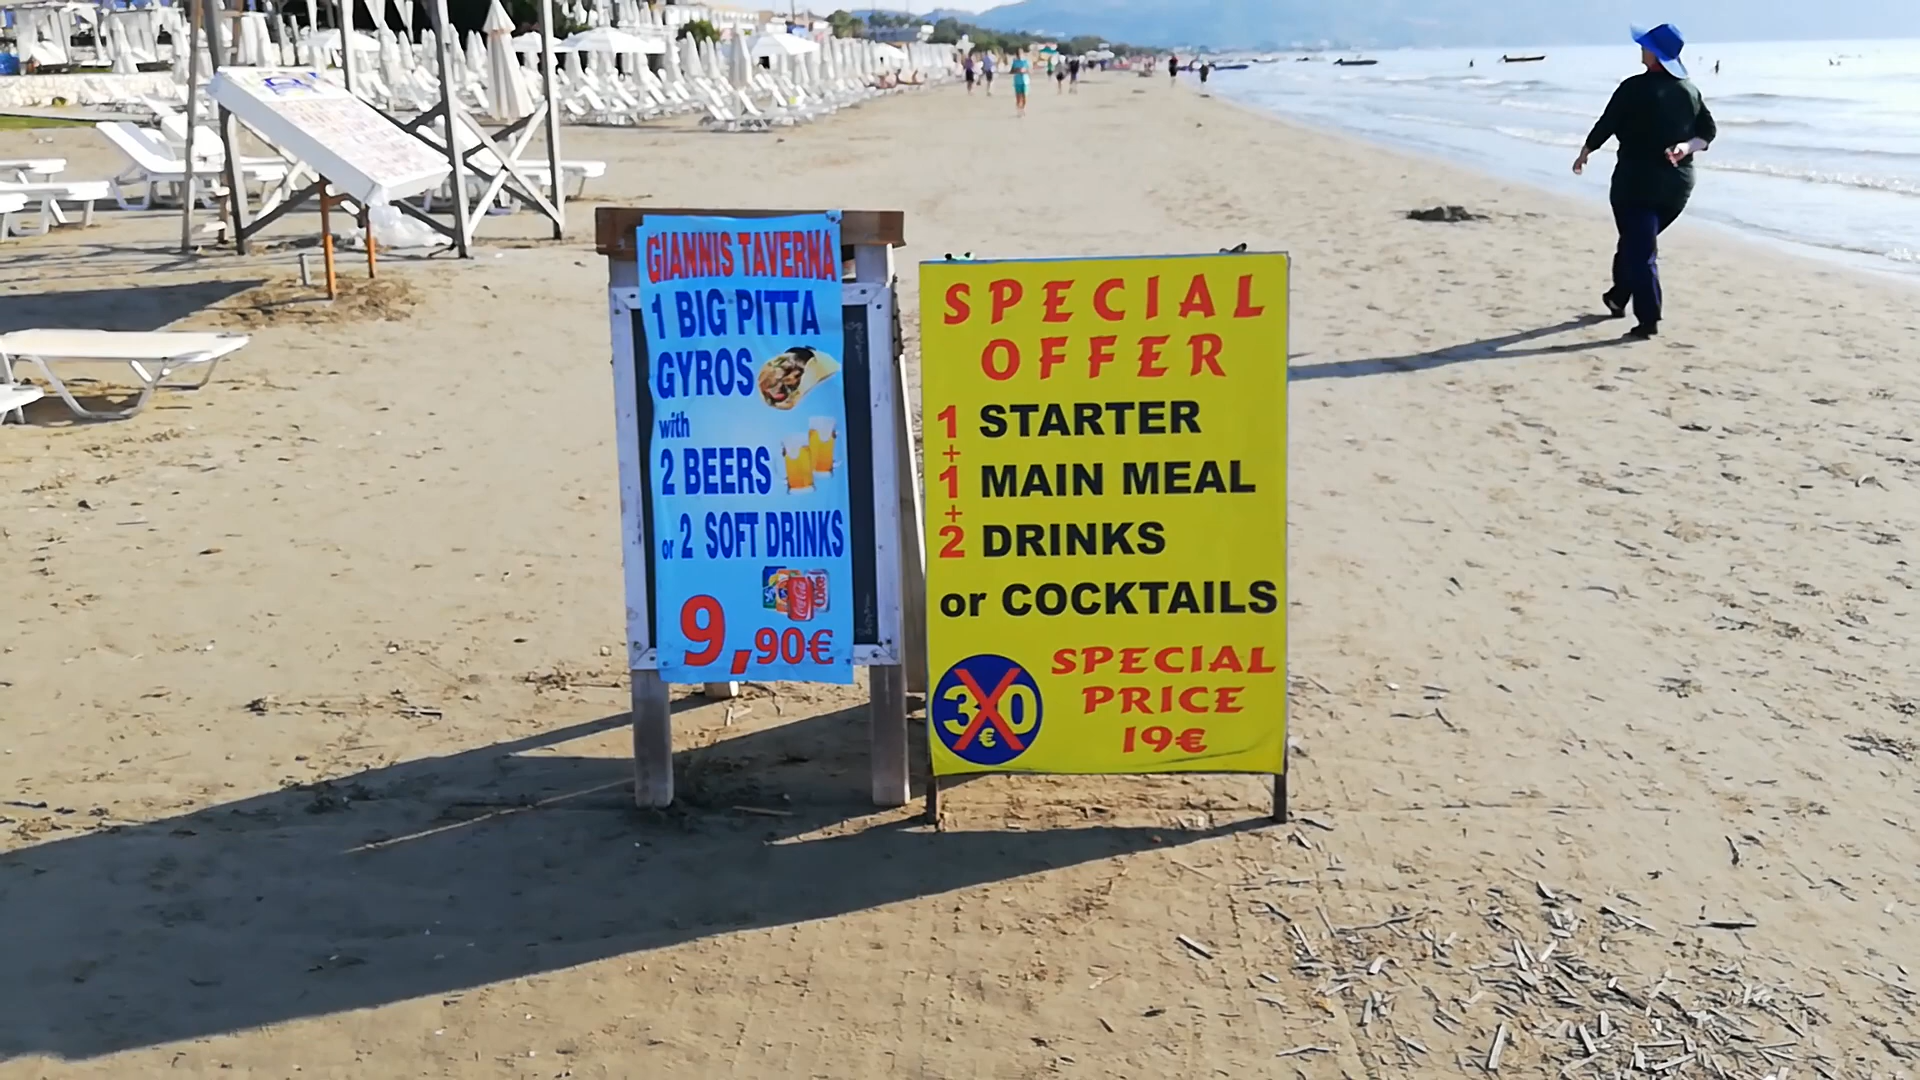 GIANNIS TAVERNA
1 BIG PITTA
GYROS
with
2 BEERS
or 2 SOFT DRINKS
9,90€
SPECIAL
OFFER
1 STARTER
+
1 MAIN MEAL
+
2 DRINKS
or COCKTAILS
30
€
SPECIAL
PRICE
19€